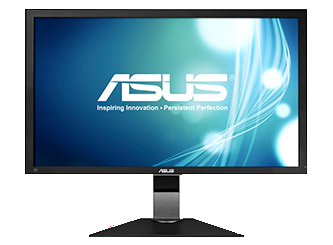 ASUS®
Inspiring Innovation • Persistent Perfection
ASUS